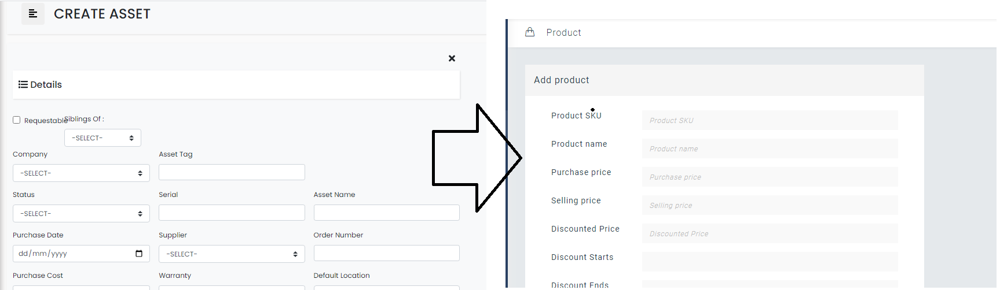 CREATE ASSET
Details
Requestable
Siblings Of :
-SELECT-
Company
Asset Tag
-SELECT-
Status
Serial
Asset Name
-SELECT-
Purchase Date
Supplier
Order Number
dd/mm/yyyy
-SELECT-
Purchase Cost
Warranty
Default Location
Product
Add product
Product SKU
Product SKU
Product name
Product name
Purchase price
Purchase price
Selling price
Selling price
Discounted Price
Discounted Price
Discount Starts
Discount Ends